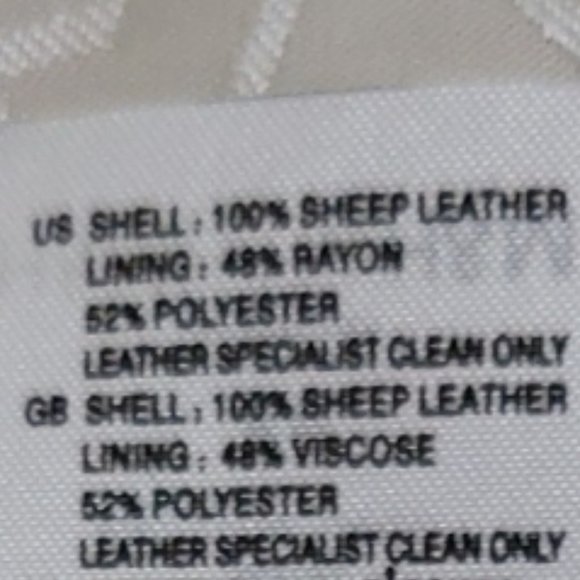 US SHELL : 100% SHEEP LEATHER
LINING : 48% RAYON
52% POLYESTER
LEATHER SPECIALIST CLEAN ONLY
GB SHELL : 100% SHEEP LEATHER
LINING : 48% VISCOSE
52% POLYESTER
LEATHER SPECIALIST CLEAN ONLY